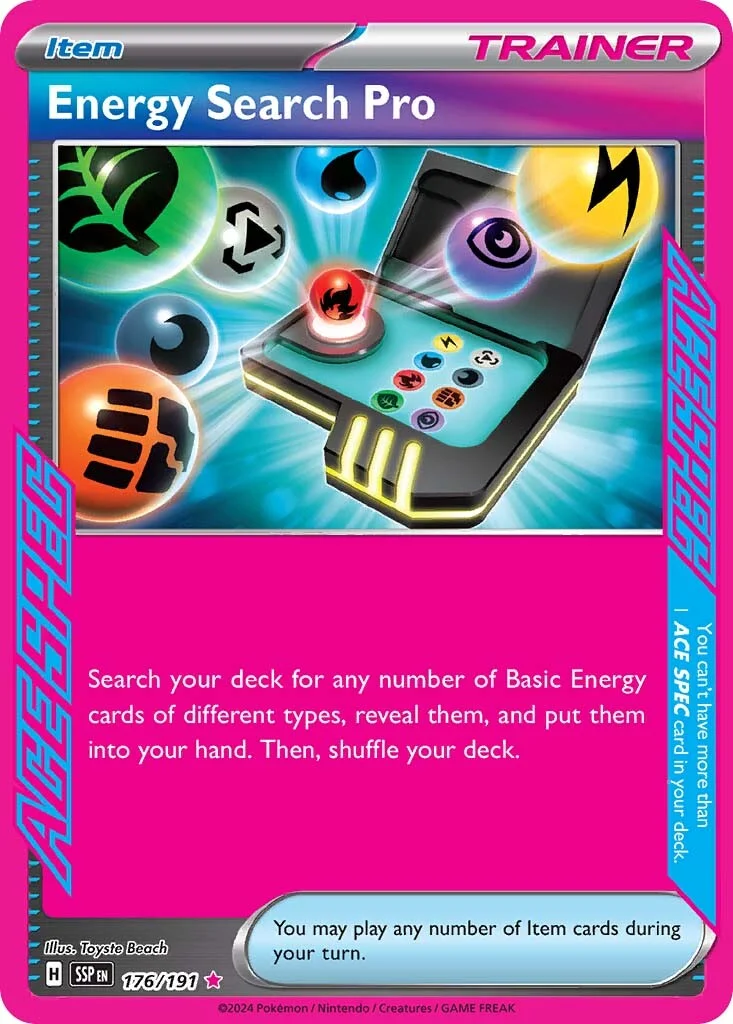 Item
TRAINER
Energy Search Pro
ACE SPEC
ACE SPEC
You can't have more than
1 ACE SPEC card in your deck.
Search your deck for any number of Basic Energy
cards of different types, reveal them, and put them
into your hand. Then, shuffle your deck.
You may play any number of Item cards during
your turn.
Illus. Toyste Beach
H SSP EN 176/191
©2024 Pokémon / Nintendo / Creatures / GAME FREAK